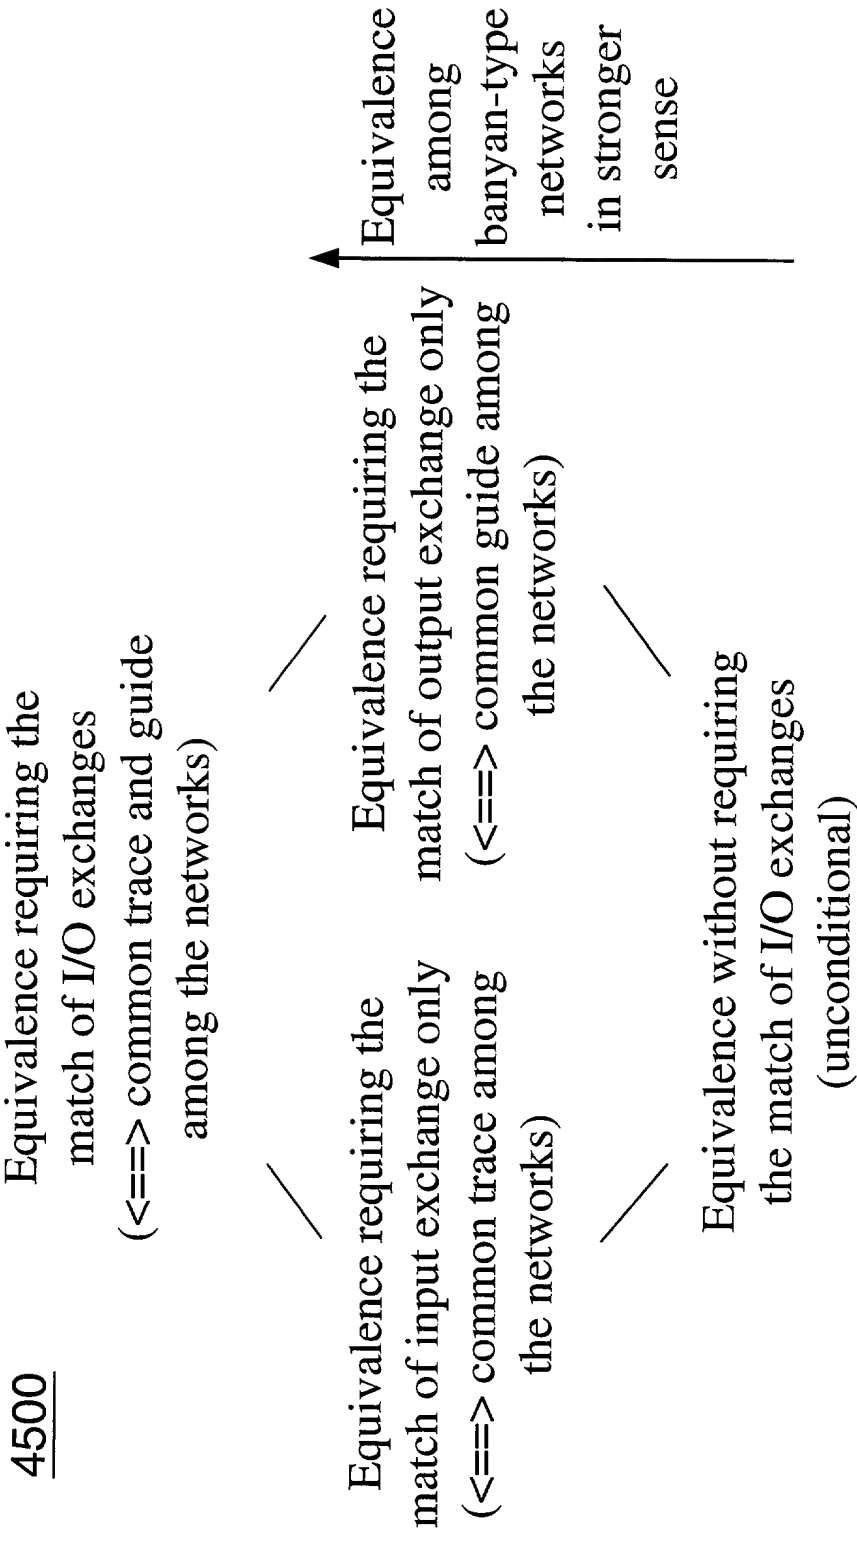 4500
Equivalence requiring the
match of I/O exchanges
(<==> common trace and guide
among the networks)
Equivalence requiring the
match of input exchange only
(<==> common trace among
the networks)
Equivalence requiring the
match of output exchange only
(<==> common guide among
the networks)
Equivalence
among
banyan-type
networks
in stronger
sense
Equivalence without requiring
the match of I/O exchanges
(unconditional)